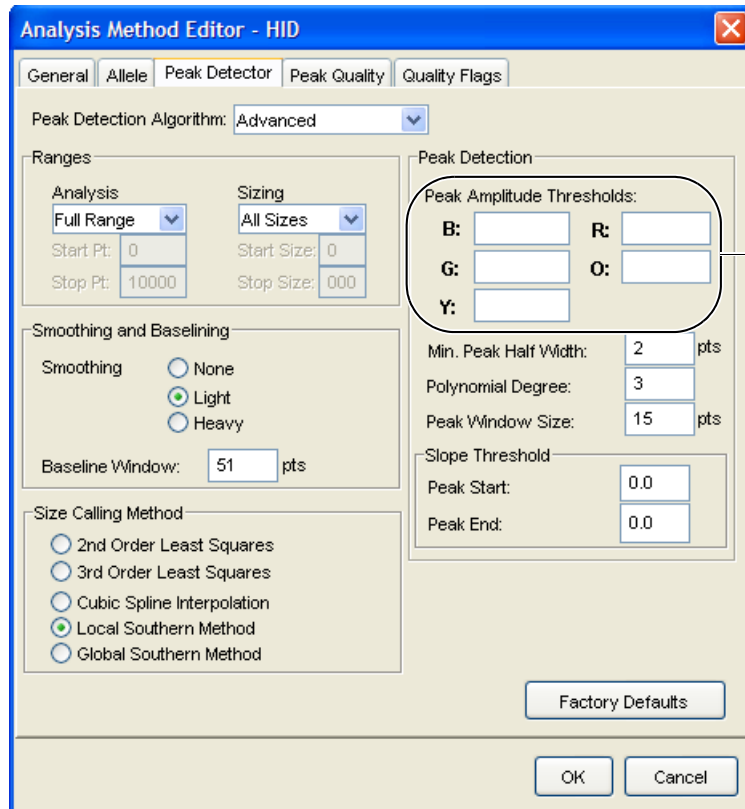 Analysis Method Editor - HID
General Allele Peak Detector Peak Quality Quality Flags
Peak Detection Algorithm: Advanced
Ranges
Analysis Sizing
Full Range All Sizes
Start Pt: 0 Start Size: 0
Stop Pt: 10000 Stop Size: 000
Smoothing and Baselining
Smoothing None
Light
Heavy
Baseline Window: 51 pts
Size Calling Method
2nd Order Least Squares
3rd Order Least Squares
Cubic Spline Interpolation
Local Southern Method
Global Southern Method
Peak Detection
Peak Amplitude Thresholds:
B: R:
G: O:
Y:
Min. Peak Half Width: 2 pts
Polynomial Degree: 3
Peak Window Size: 15 pts
Slope Threshold
Peak Start: 0.0
Peak End: 0.0
Factory Defaults
OK Cancel